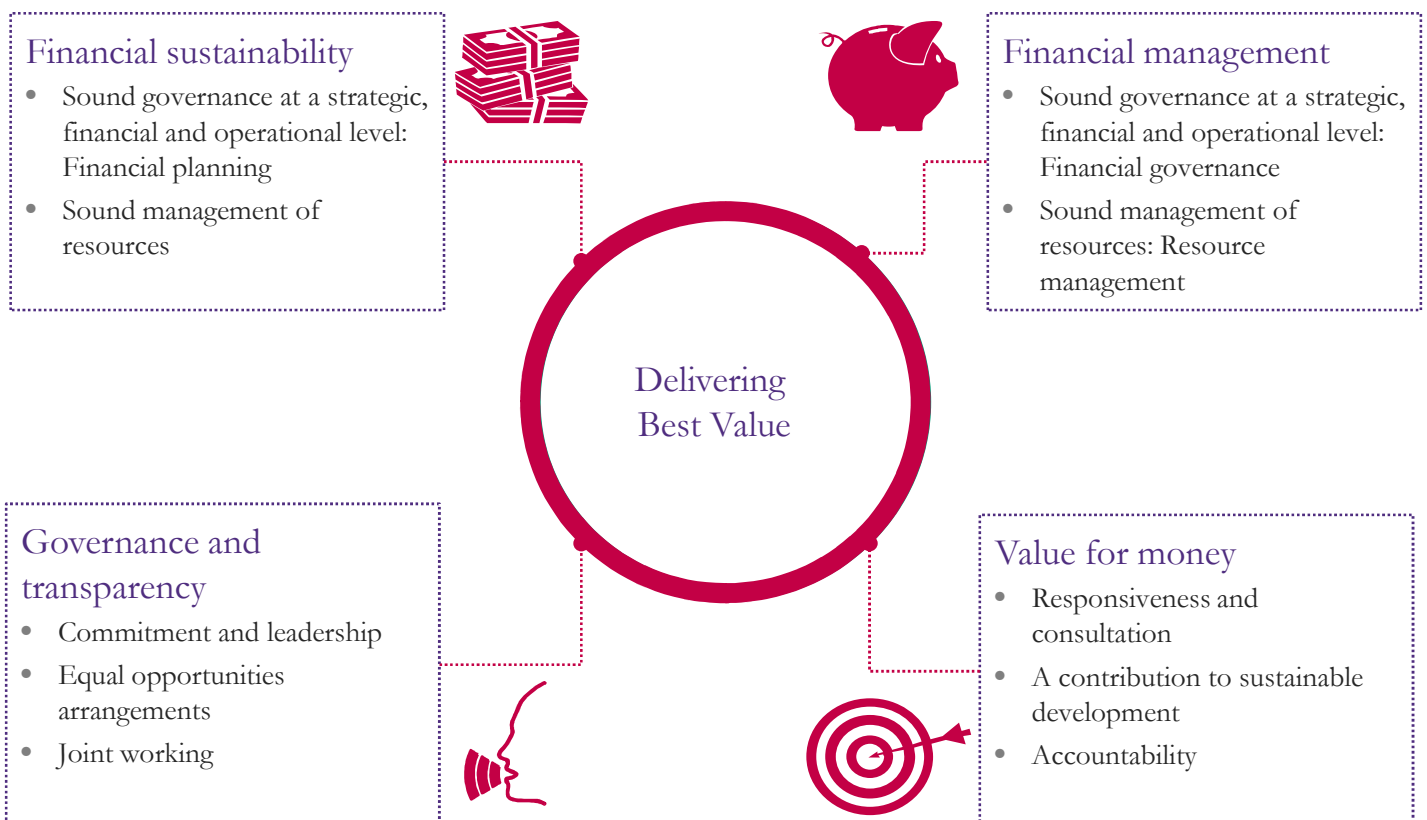 Financial sustainability
• Sound governance at a strategic,
financial and operational level:
Financial planning
• Sound management of
resources
Financial management
• Sound governance at a strategic,
financial and operational level:
Financial governance
• Sound management of
resources: Resource
management
Delivering
Best Value
Governance and
transparency
• Commitment and leadership
• Equal opportunities
arrangements
• Joint working
Value for money
• Responsiveness and
consultation
• A contribution to sustainable
development
• Accountability